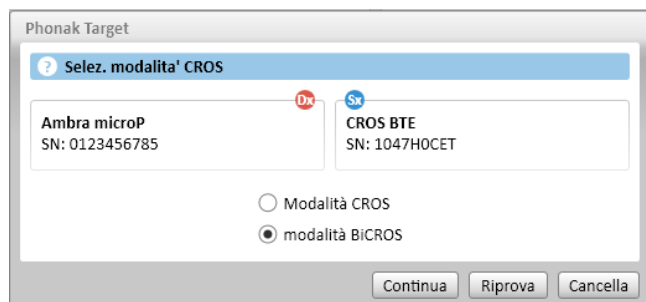 Phonak Target
? Selez. modalita' CROS
Dx
Sx
Ambra microP
SN: 0123456785
CROS BTE
SN: 1047H0CET
Modalità CROS
modalità BiCROS
Continua Riprova Cancella